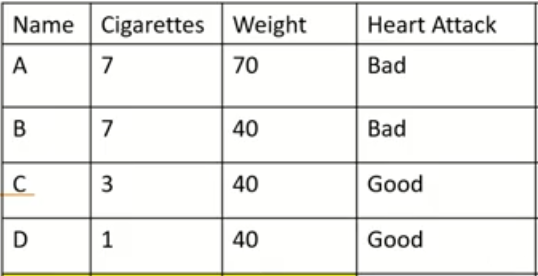 Name Cigarettes Weight Heart Attack
A 7 70 Bad
B 7 40 Bad
C 3 40 Good
D 1 40 Good